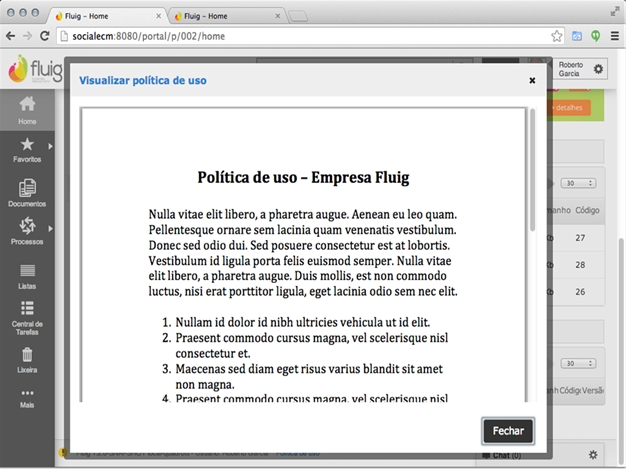 Fluig - Home
Fluig - Home
socialecm:8080/portal/p/002/home
fluig
Roberto
Garcia
Visualizar política de uso
detalhes
Home
Favoritos
Documentos
Processos
Listas
Central de
Tarefas
Lixeira
Mais
Política de uso – Empresa Fluig
Nulla vitae elit libero, a pharetra augue. Aenean eu leo quam.
Pellentesque ornare sem lacinia quam venenatis vestibulum.
Donec sed odio dui. Sed posuere consectetur est at lobortis.
Vestibulum id ligula porta felis euismod semper. Nulla vitae
elit libero, a pharetra augue. Duis mollis, est non commodo
luctus, nisi erat porttitor ligula, eget lacinia odio sem nec elit.
1. Nullam id dolor id nibh ultricies vehicula ut id elit.
2. Praesent commodo cursus magna, vel scelerisque nisl
consectetur et.
3. Maecenas sed diam eget risus varius blandit sit amet
non magna.
4. Praesent commodo cursus magna, vel scelerisque nisl
30
manho Código
Kb 27
Kb 28
Kb 26
30
Código Versã
Fechar
Política de uso
Chat (0)